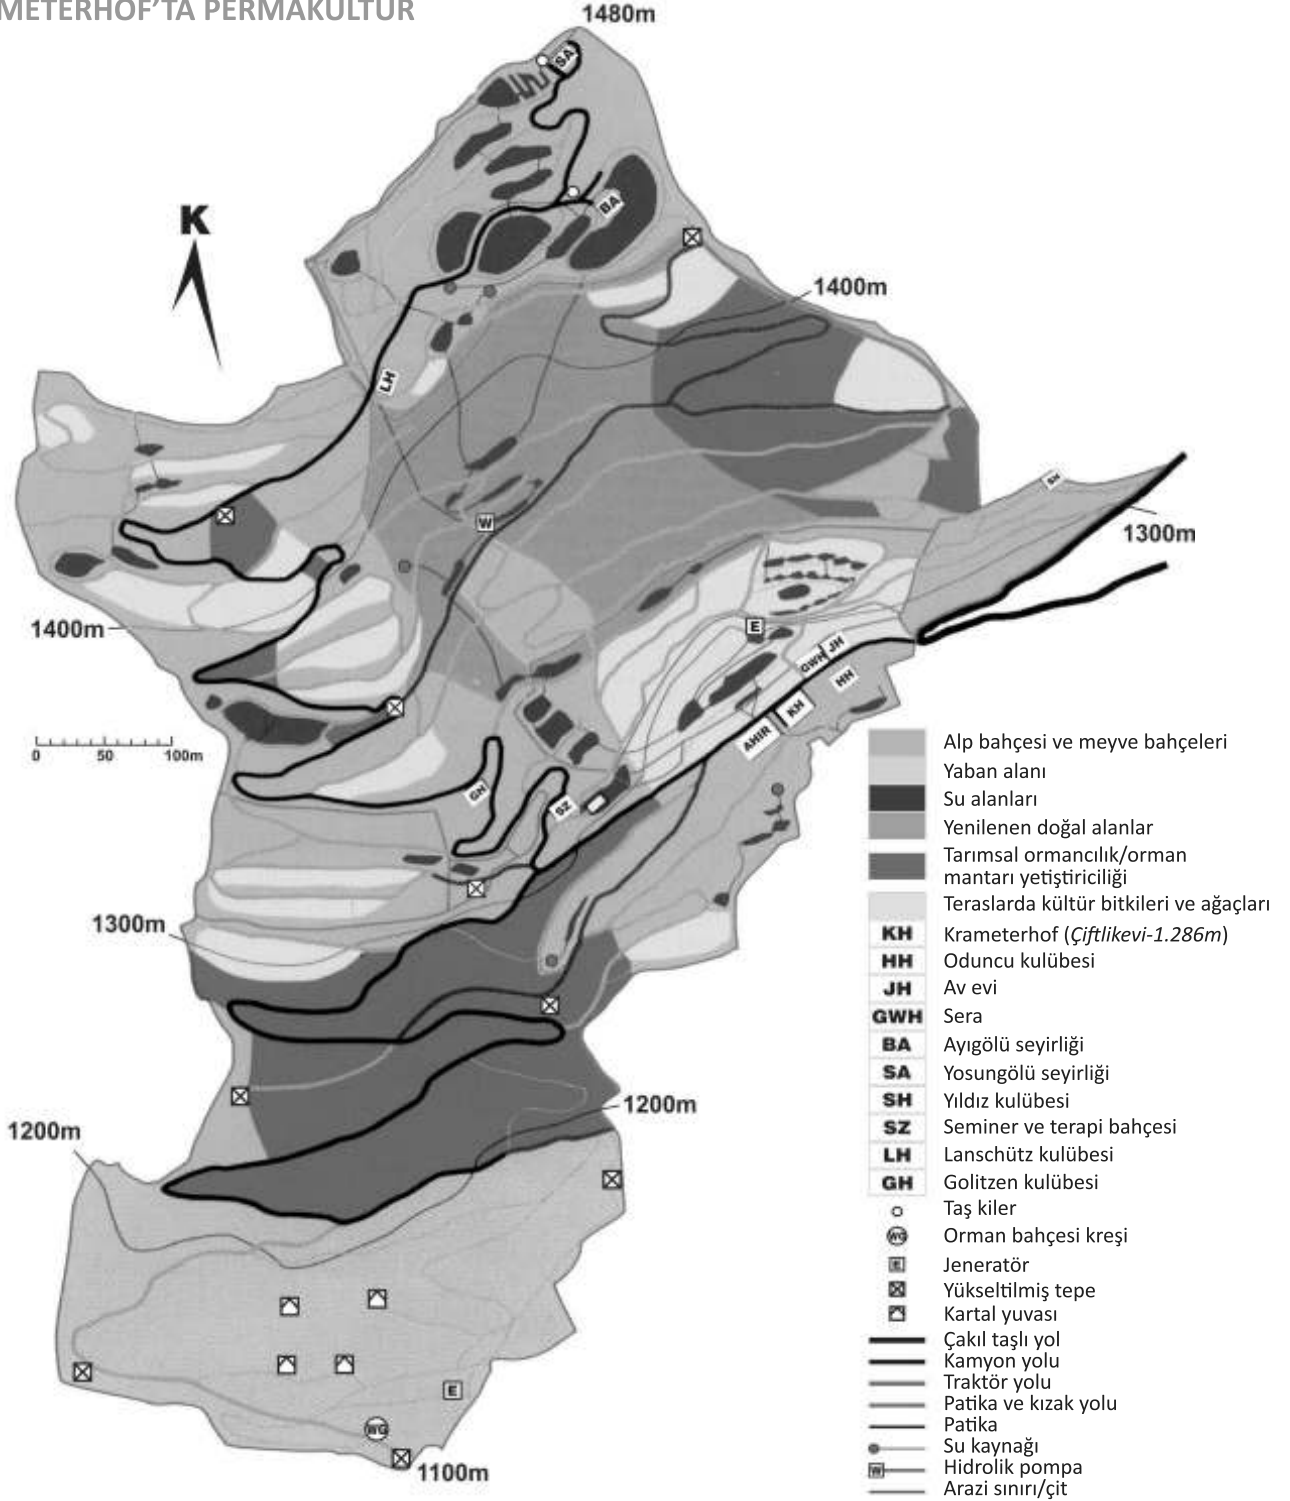 METERHOF'TA PERMAKÜLTÜR
1480m
SA
K
BA
1400m
LH
SH
1300m
W
E
1400m
GWH
JH
HH
KH
AHIR
0 50 100m
GH
SZ
1300m
1200m
1200m
E
WG
1100m
Alp bahçesi ve meyve bahçeleri
Yaban alanı
Su alanları
Yenilenen doğal alanlar
Tarımsal ormancılık/orman
mantarı yetiştiriciliği
Teraslarda kültür bitkileri ve ağaçları
KH Krameterhof (Çiftlikevi-1.286m)
HH Oduncu kulübesi
JH Av evi
GWH Sera
BA Ayıgölü seyirliği
SA Yosungölü seyirliği
SH Yıldız kulübesi
SZ Seminer ve terapi bahçesi
LH Lanschütz kulübesi
GH Golitzen kulübesi
Taş kiler
WG Orman bahçesi kreşi
E Jeneratör
Yükseltilmiş tepe
Kartal yuvası
Çakıl taşlı yol
Kamyon yolu
Traktör yolu
Patika ve kızak yolu
Patika
Su kaynağı
W Hidrolik pompa
Arazi sınırı/çit